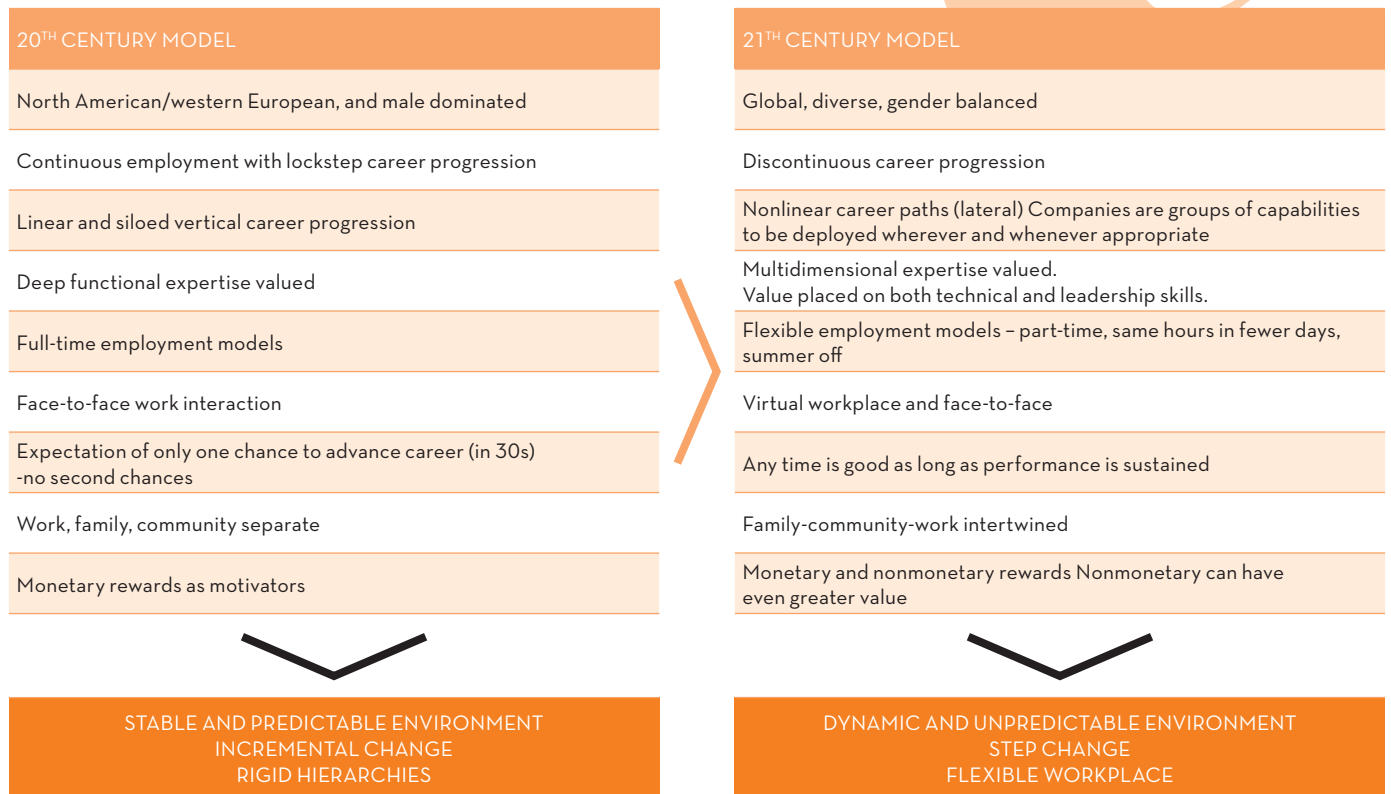 20TH CENTURY MODEL
North American/western European, and male dominated
Continuous employment with lockstep career progression
Linear and siloed vertical career progression
Deep functional expertise valued
Full-time employment models
Face-to-face work interaction
Expectation of only one chance to advance career (in 30s)
-no second chances
Work, family, community separate
Monetary rewards as motivators
STABLE AND PREDICTABLE ENVIRONMENT
INCREMENTAL CHANGE
RIGID HIERARCHIES
21TH CENTURY MODEL
Global, diverse, gender balanced
Discontinuous career progression
Nonlinear career paths (lateral) Companies are groups of capabilities
to be deployed wherever and whenever appropriate
Multidimensional expertise valued.
Value placed on both technical and leadership skills.
Flexible employment models – part-time, same hours in fewer days,
summer off
Virtual workplace and face-to-face
Any time is good as long as performance is sustained
Family-community-work intertwined
Monetary and nonmonetary rewards Nonmonetary can have
even greater value
DYNAMIC AND UNPREDICTABLE ENVIRONMENT
STEP CHANGE
FLEXIBLE WORKPLACE